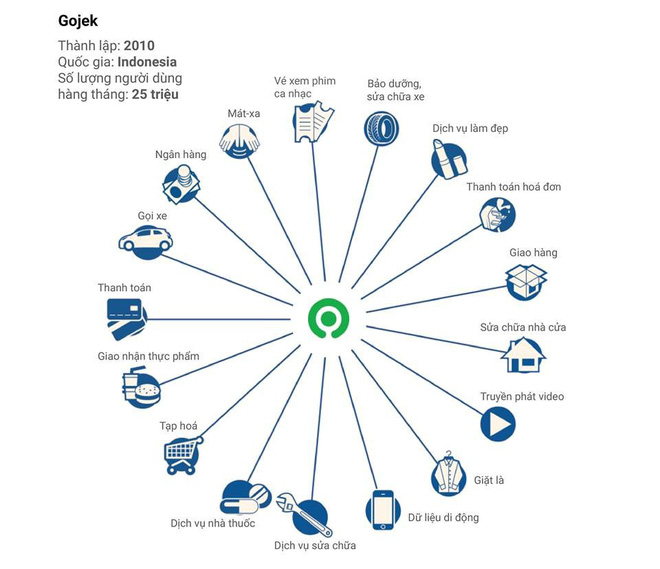 Gojek
Thành lập: 2010
Quốc gia: Indonesia
Số lượng người dùng
hàng tháng: 25 triệu
Vé xem phim
ca nhạc
Bảo dưỡng,
sửa chữa xe
Mát-xa
Dịch vụ làm đẹp
Ngân hàng
Thanh toán hoá đơn
Gọi xe
Giao hàng
Thanh toán
Sửa chữa nhà cửa
Giao nhận thực phẩm
Truyền phát video
Tạp hoá
Giặt là
Dịch vụ nhà thuốc
Dữ liệu di động
Dịch vụ sửa chữa